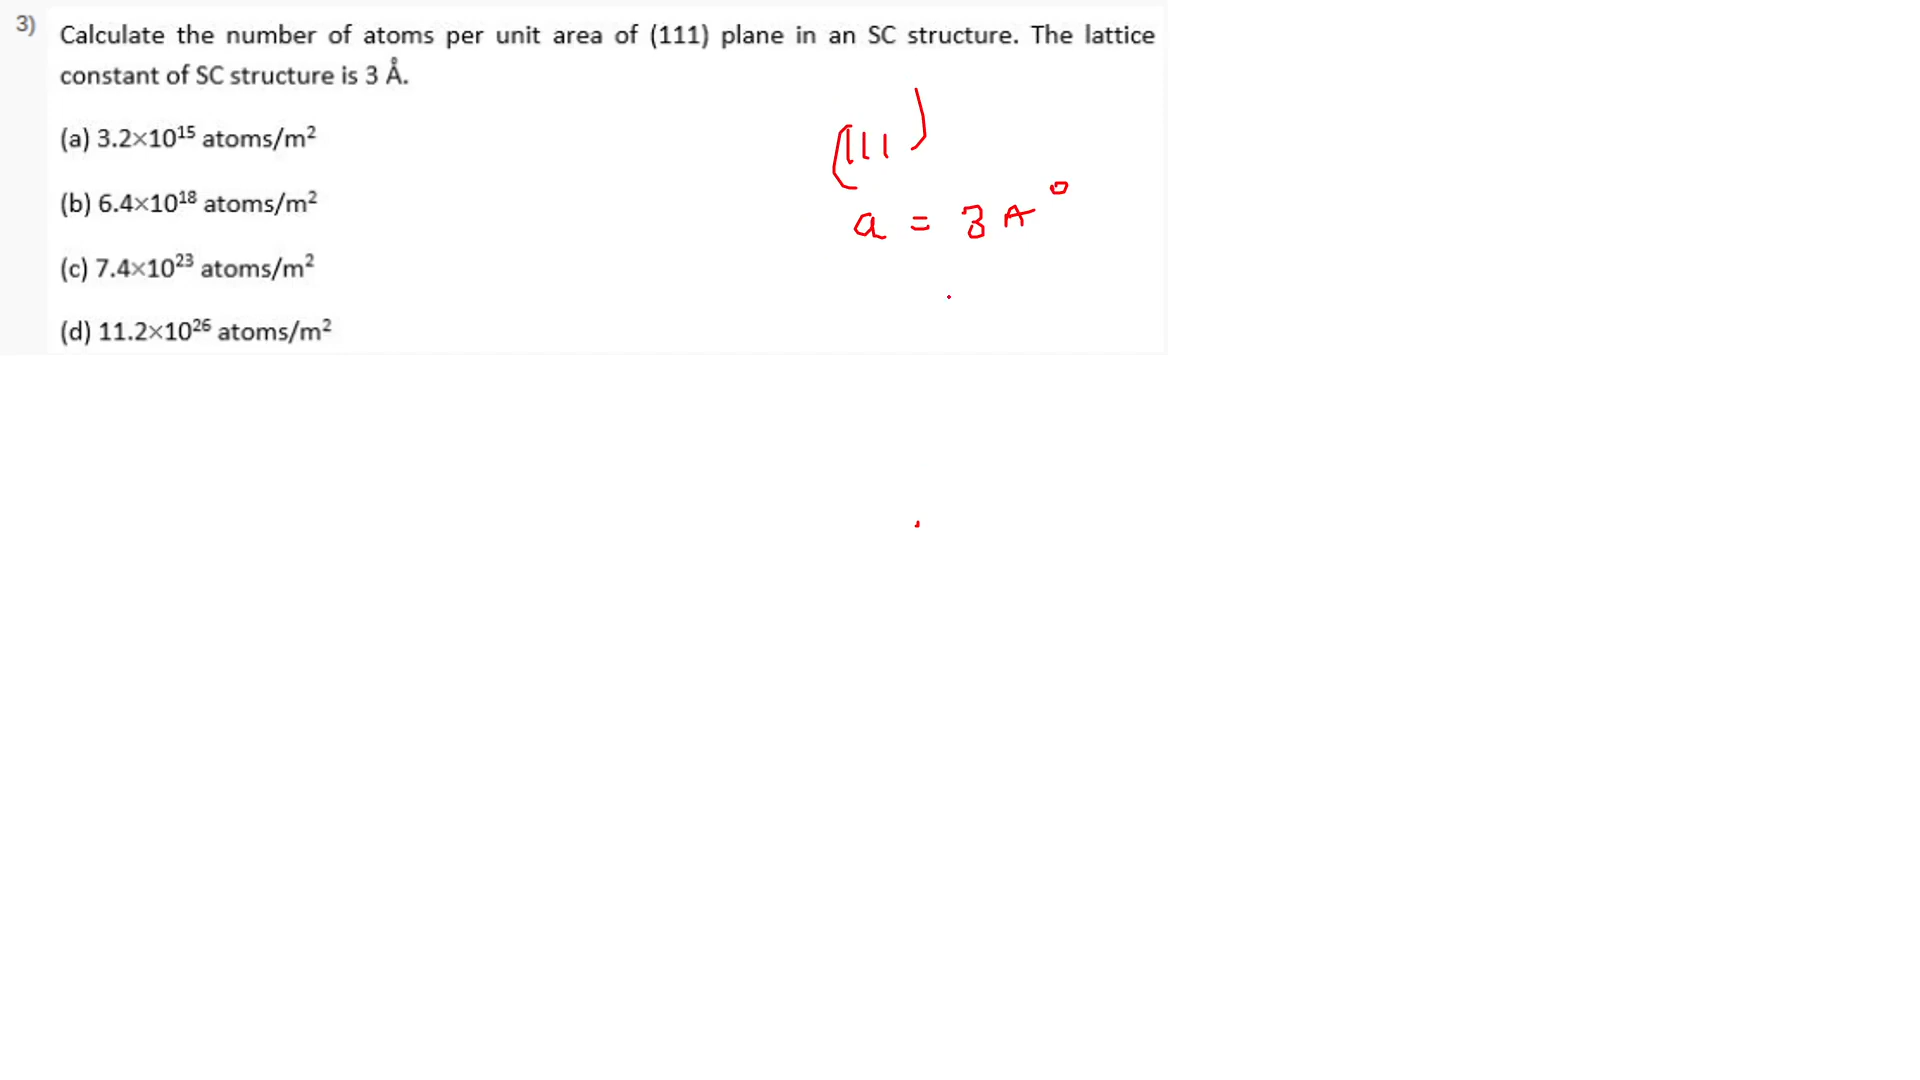 3)
Calculate the number of atoms per unit area of (111) plane in an SC structure. The lattice
constant of SC structure is 3 Å.
(a) 3.2×10¹⁵ atoms/m²
(b) 6.4×10¹⁸ atoms/m²
(c) 7.4×10²³ atoms/m²
(d) 11.2×10²⁶ atoms/m²
(111)
a = 3 A°